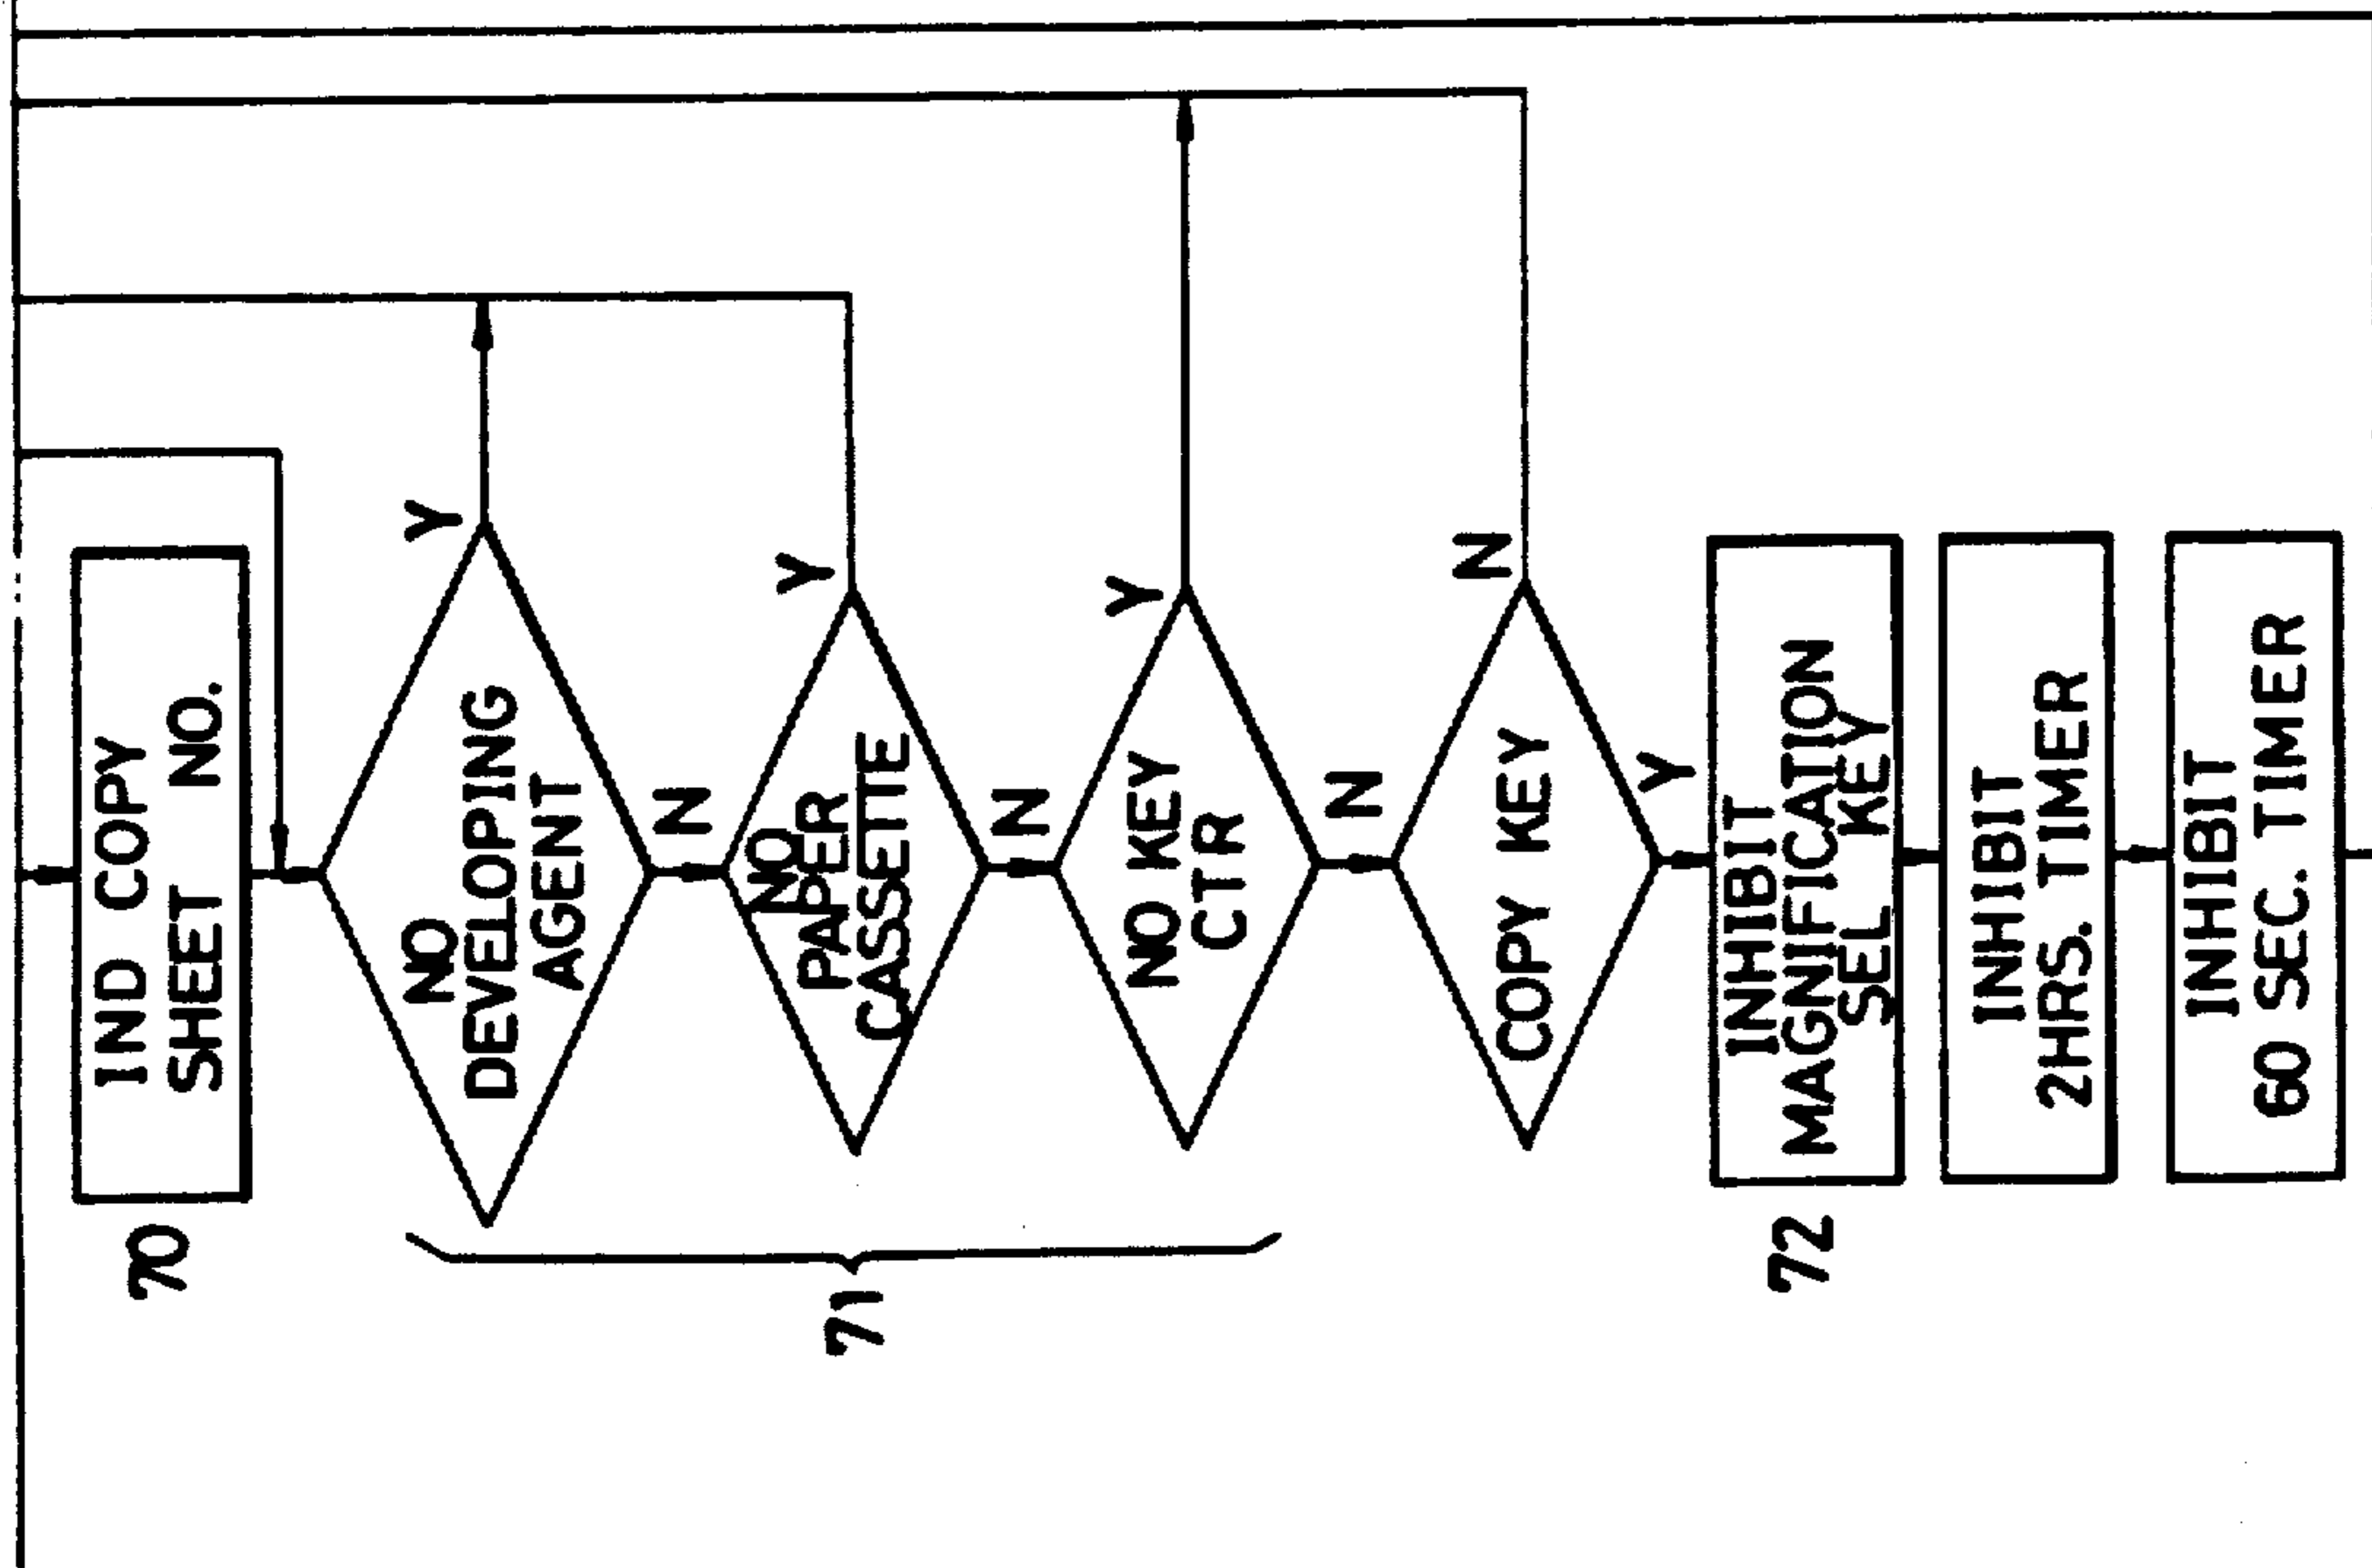 70
IND COPY
SHEET NO.
71
NO
DEVELOPING
AGENT
Y
N
NO
PAPER
CASSETTE
Y
N
NO KEY
CTR
Y
N
COPY KEY
N
Y
72
INHIBIT
MAGNIFICATION
SEL KEY
INHIBIT
2HRS. TIMER
INHIBIT
60 SEC. TIMER